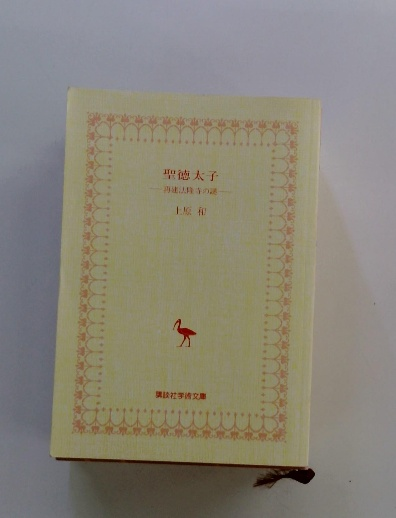 聖徳太子
―再建法隆寺の謎―
上原 和
講談社学術文庫